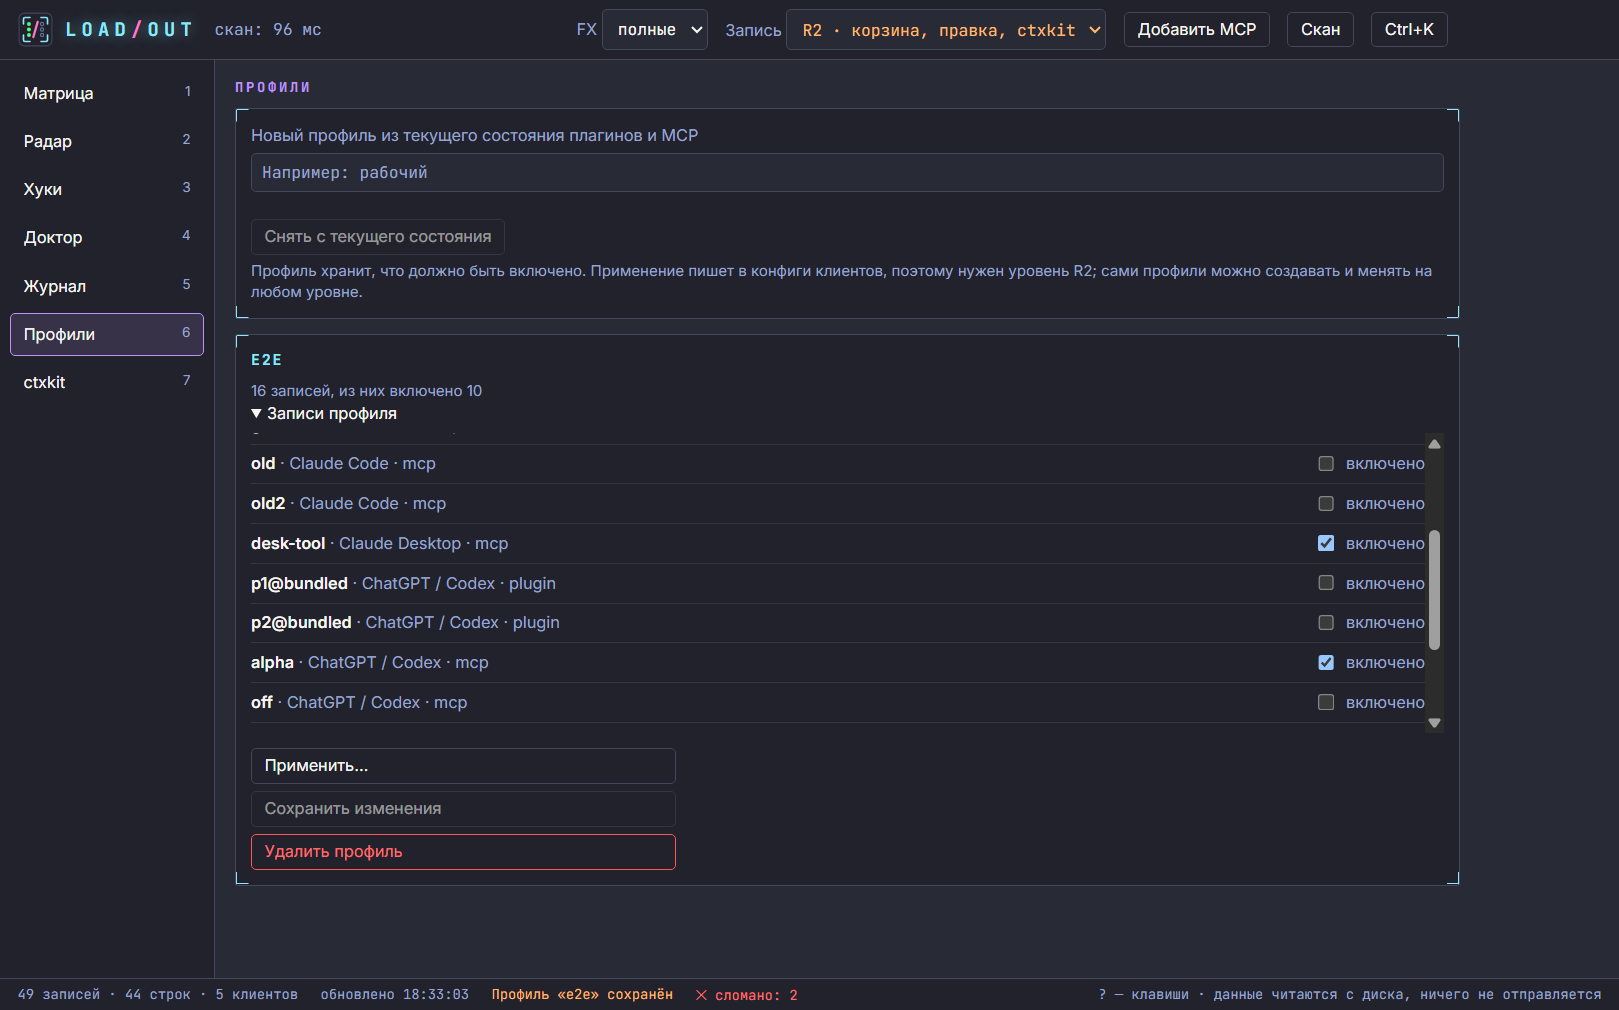 LOAD/OUT скан: 96 мс FX полные Запись R2 · корзина, правка, ctxkit Добавить MCP Скан Ctrl+K
Матрица 1
Радар 2
Хуки 3
Доктор 4
Журнал 5
Профили 6
ctxkit 7
ПРОФИЛИ
Новый профиль из текущего состояния плагинов и MCP
Например: рабочий
Снять с текущего состояния
Профиль хранит, что должно быть включено. Применение пишет в конфиги клиентов, поэтому нужен уровень R2; сами профили можно создавать и менять на
любом уровне.
E2E
16 записей, из них включено 10
▼ Записи профиля
old · Claude Code · mcp включено
old2 · Claude Code · mcp включено
desk-tool · Claude Desktop · mcp включено
p1@bundled · ChatGPT / Codex · plugin включено
p2@bundled · ChatGPT / Codex · plugin включено
alpha · ChatGPT / Codex · mcp включено
off · ChatGPT / Codex · mcp включено
Применить...
Сохранить изменения
Удалить профиль
49 записей · 44 строк · 5 клиентов обновлено 18:33:03 Профиль «e2e» сохранён × сломано: 2 ? — клавиши · данные читаются с диска, ничего не отправляется